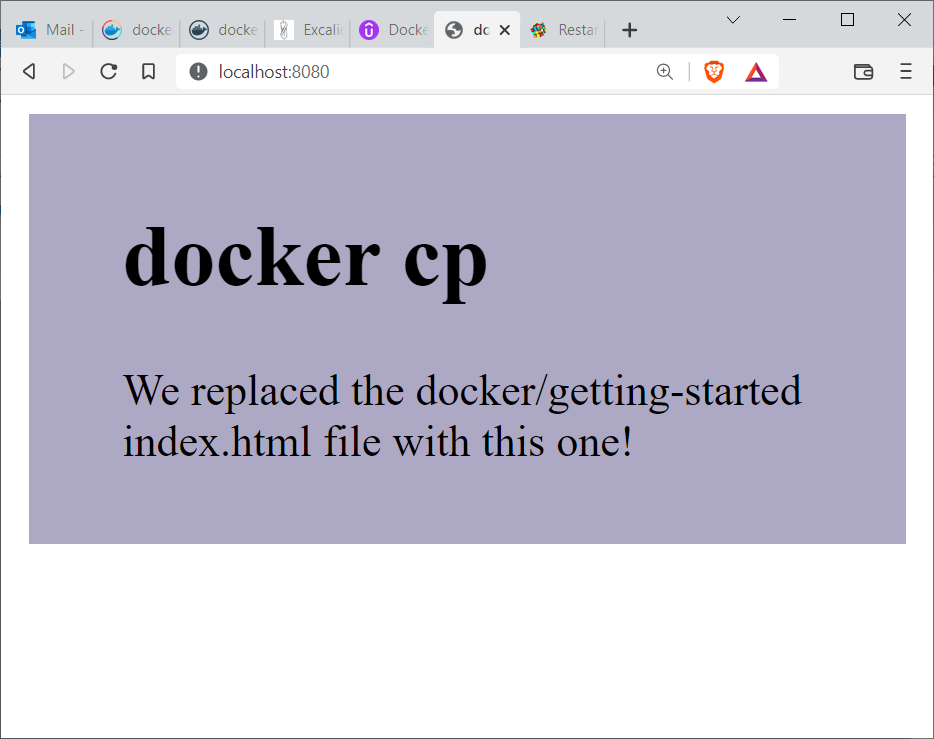 Mail -
docke
docke
Excali
Docke
do
Restar
localhost:8080
docker cp
We replaced the docker/getting-started
index.html file with this one!